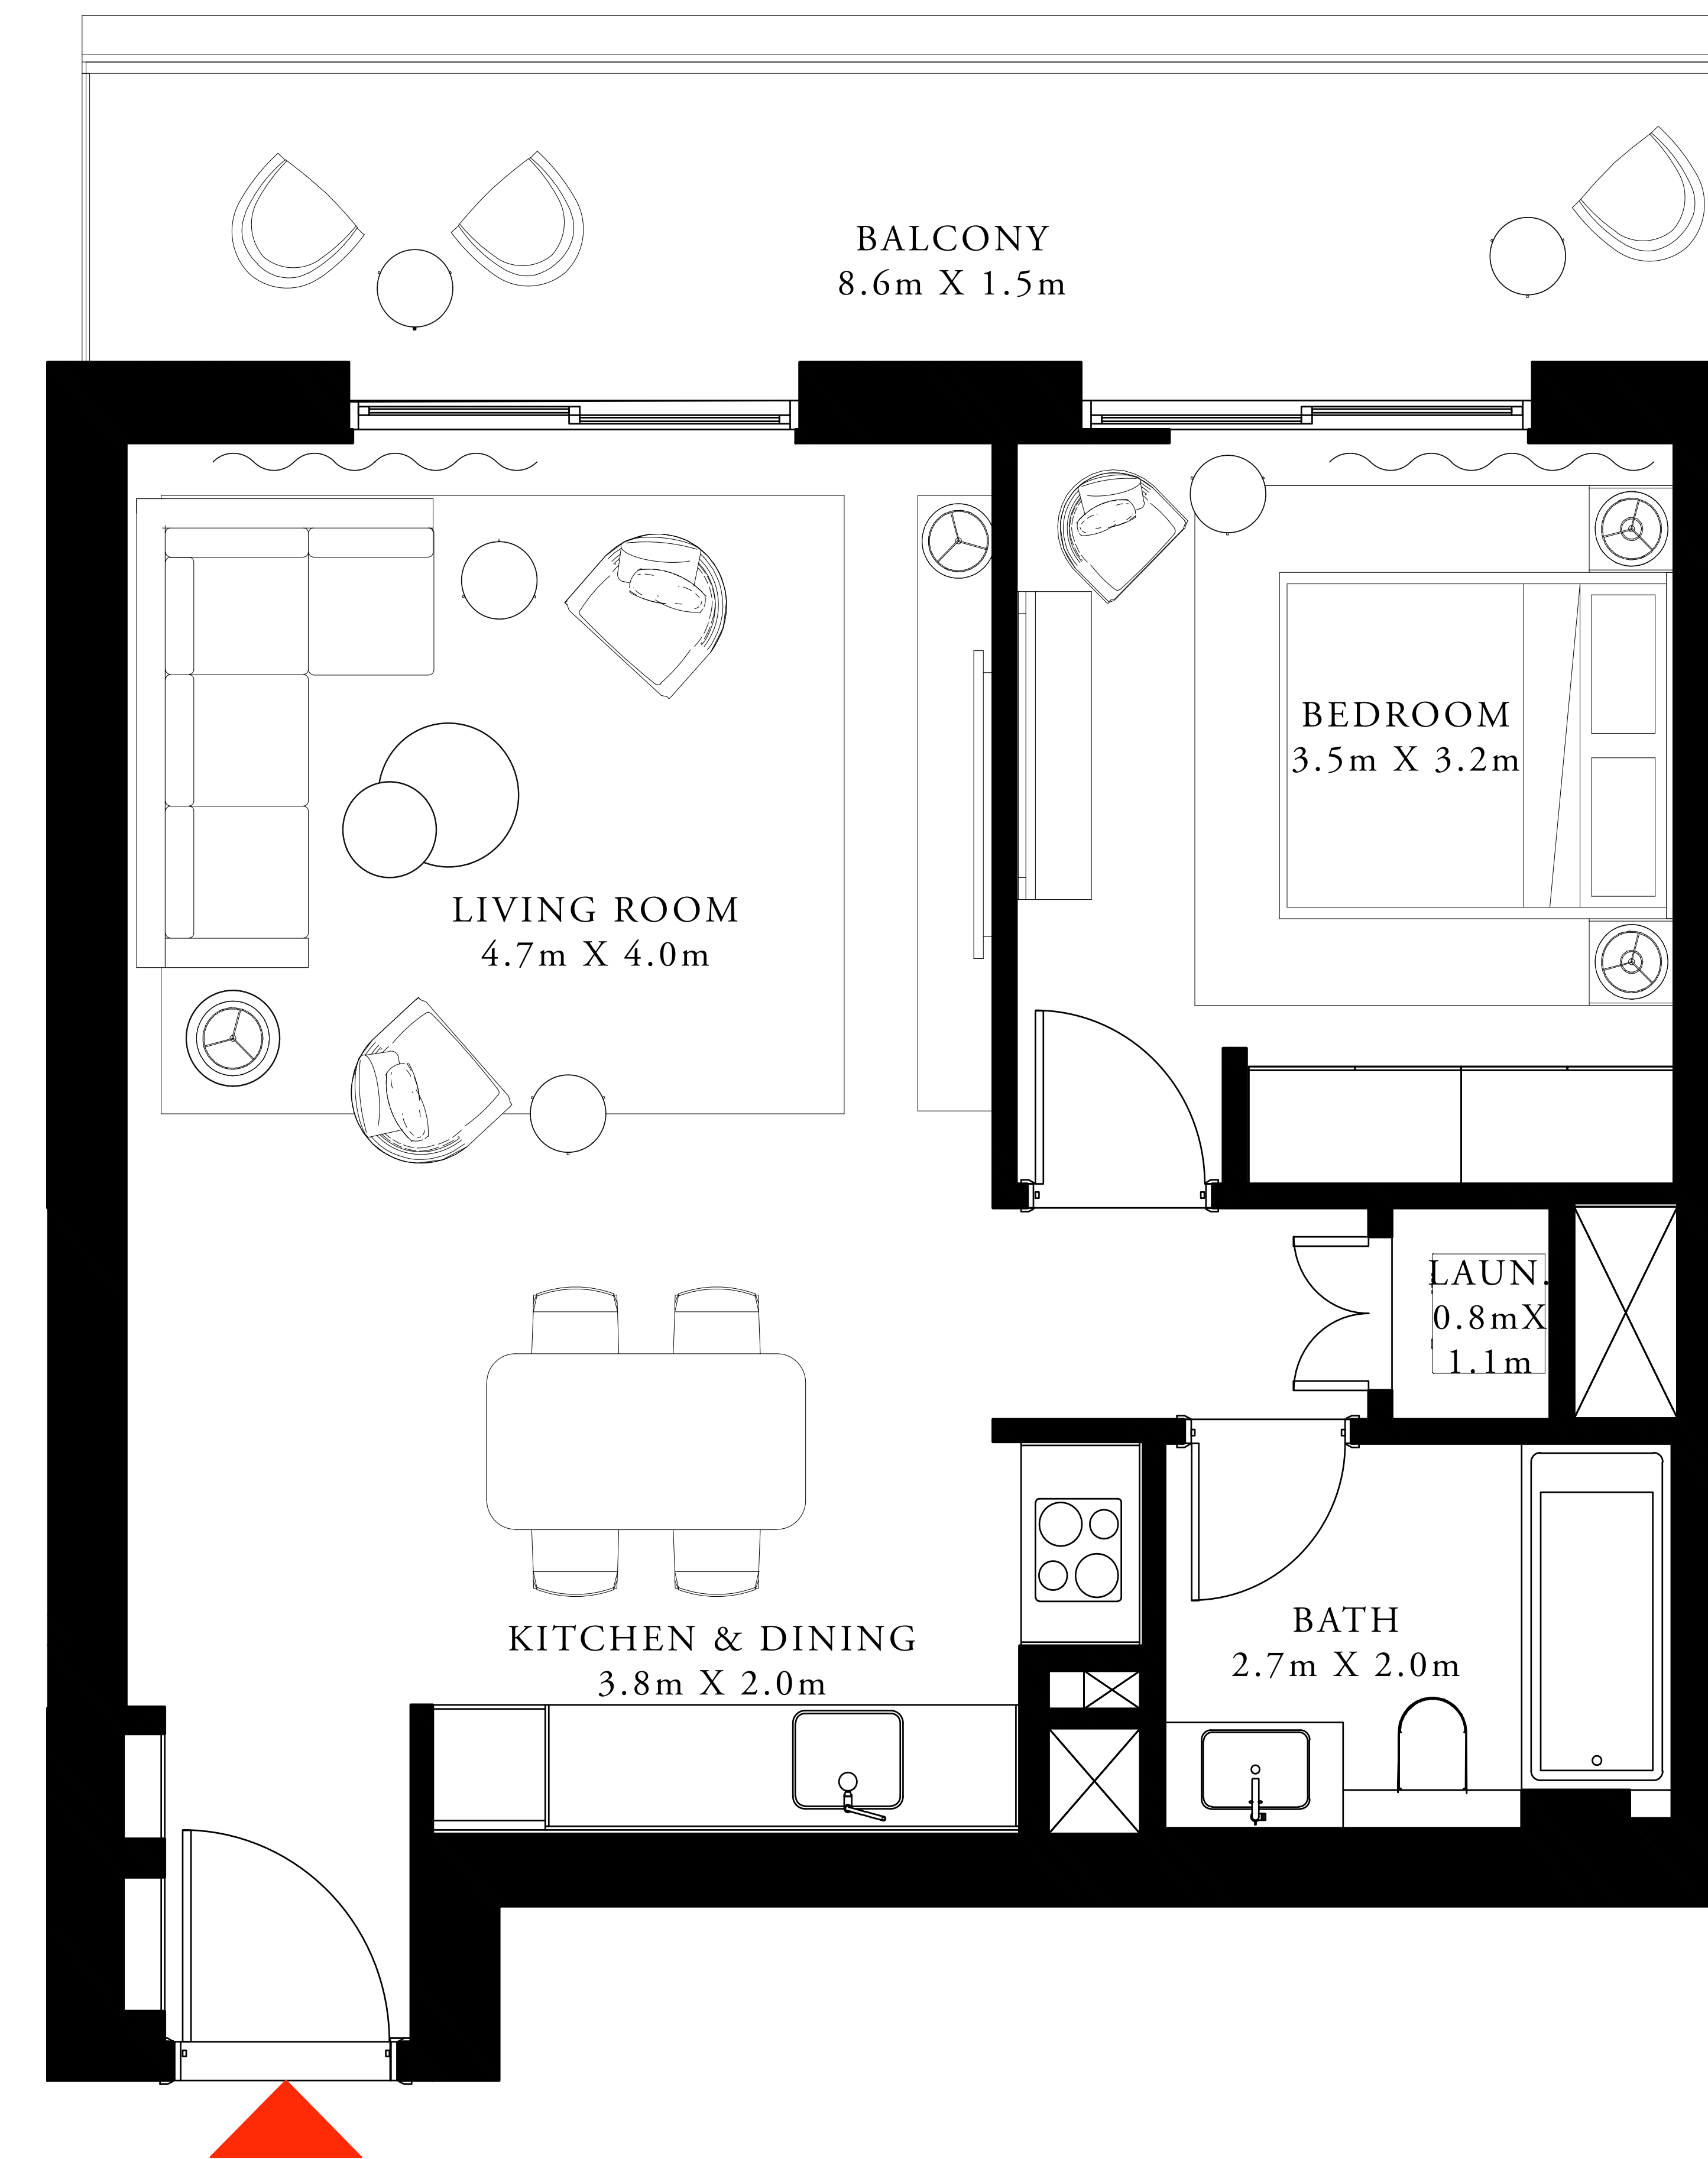 BALCONY
8.6m X 1.5m
BEDROOM
3.5m X 3.2m
LIVING ROOM
4.7m X 4.0m
LAUN.
0.8mX
1.1m
KITCHEN & DINING
3.8m X 2.0m
BATH
2.7m X 2.0m